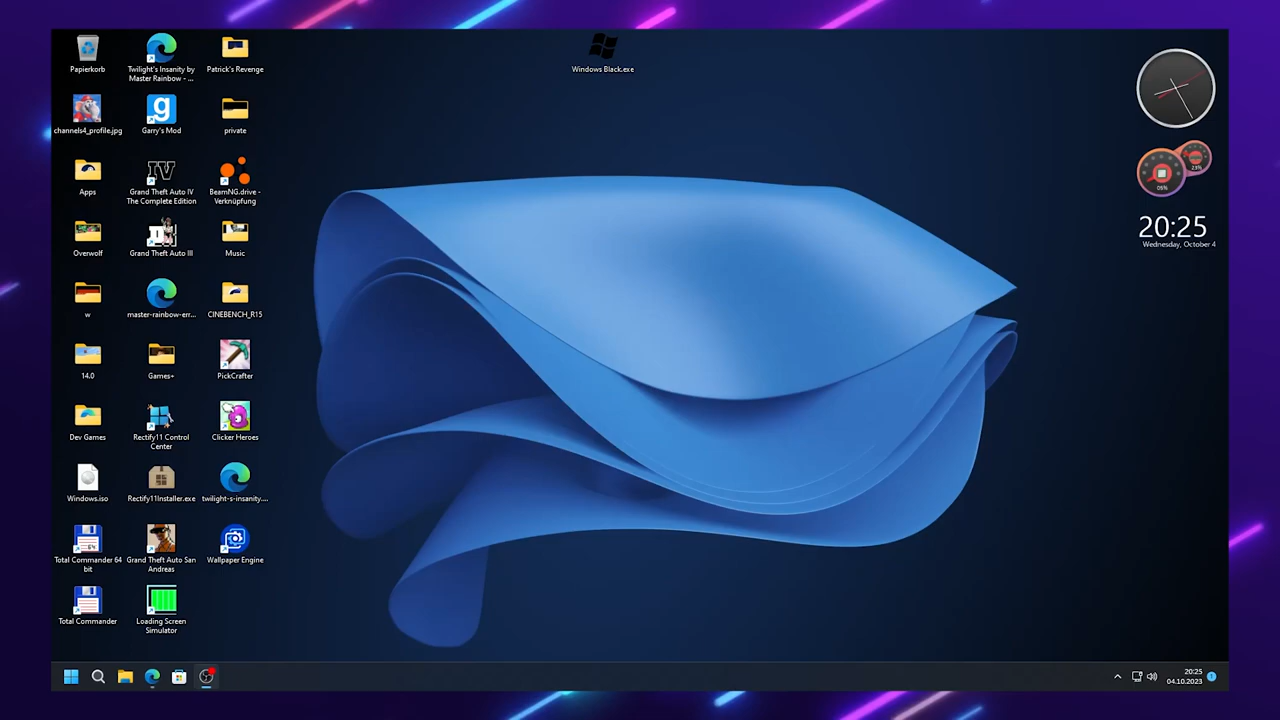 Papierkorb
Twilight's Insanity by
Master Rainbow - ...
Patrick's Revenge
Windows Black.exe
channels4_profile.jpg
g
Garry's Mod
private
Apps
IV
Grand Theft Auto IV
The Complete Edition
BeamNG.drive -
Verknüpfung
Overwolf
Grand Theft Auto III
Music
w
master-rainbow-err...
CINEBENCH_R15
14.0
Games+
PickCrafter
Dev Games
Rectify11 Control
Center
Clicker Heroes
Windows.iso
Rectify11Installer.exe
twilight-s-insanity....
64
Total Commander 64
bit
Grand Theft Auto San
Andreas
Wallpaper Engine
Total Commander
Loading Screen
Simulator
20:25
Wednesday, October 4
20:25
04.10.2023
1